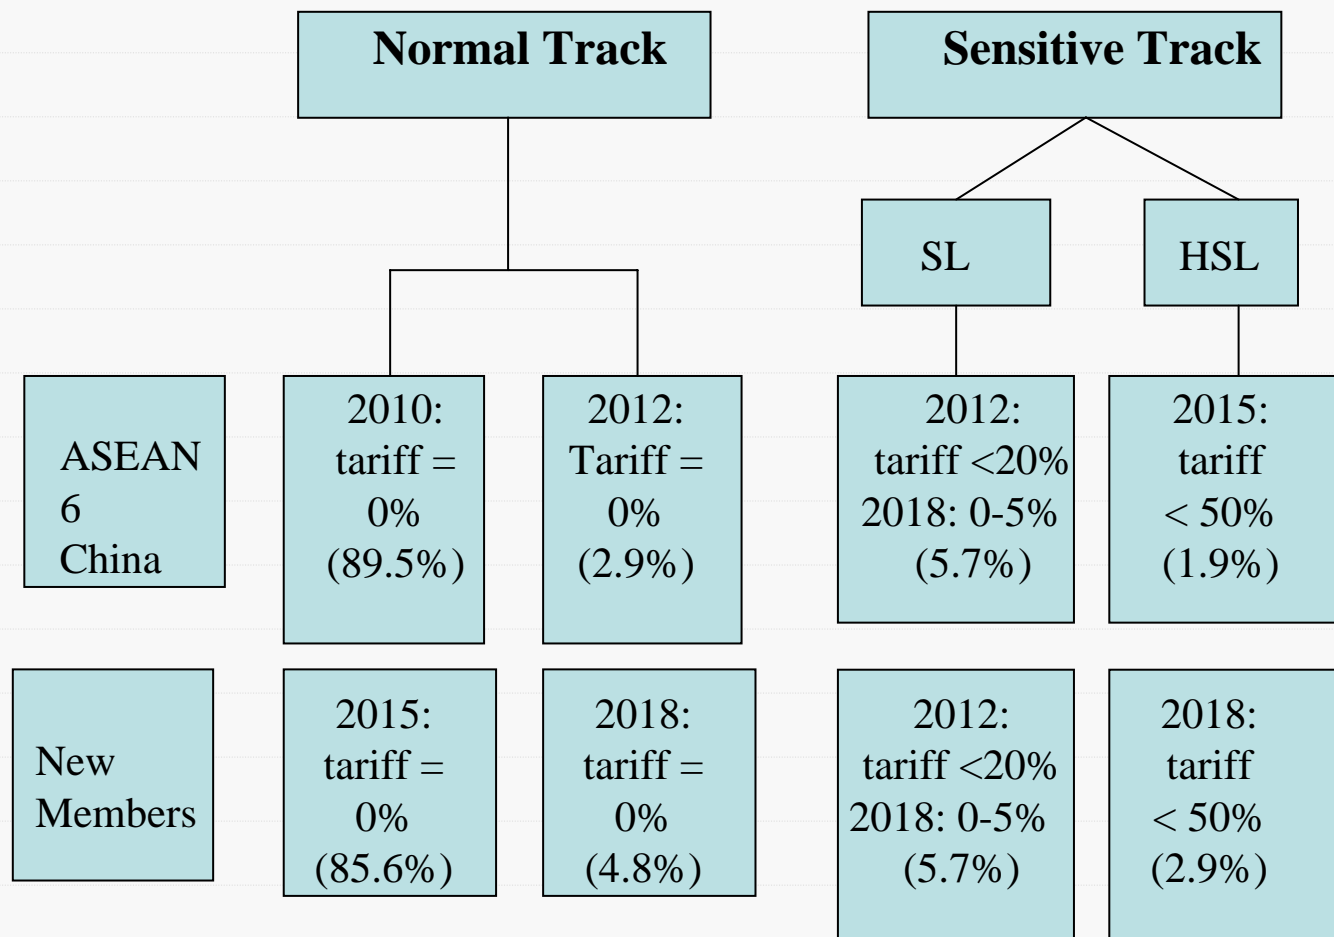 Normal Track
Sensitive Track
SL
HSL
ASEAN
6
China
2010:
tariff =
0%
(89.5%)
2012:
Tariff =
0%
(2.9%)
2012:
tariff <20%
2018: 0-5%
(5.7%)
2015:
tariff
< 50%
(1.9%)
New
Members
2015:
tariff =
0%
(85.6%)
2018:
tariff =
0%
(4.8%)
2012:
tariff <20%
2018: 0-5%
(5.7%)
2018:
tariff
< 50%
(2.9%)